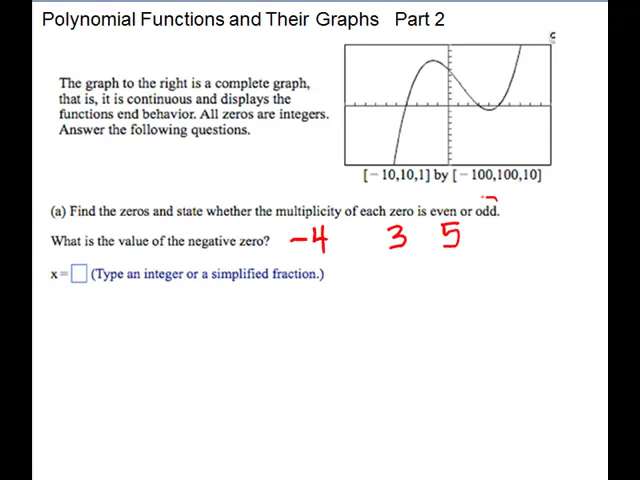 Polynomial Functions and Their Graphs Part 2
The graph to the right is a complete graph,
that is, it is continuous and displays the
functions end behavior. All zeros are integers.
Answer the following questions.
[-10,10,1] by [-100,100,10]
(a) Find the zeros and state whether the multiplicity of each zero is even or odd.
What is the value of the negative zero? -4 3 5
x= (Type an integer or a simplified fraction.)